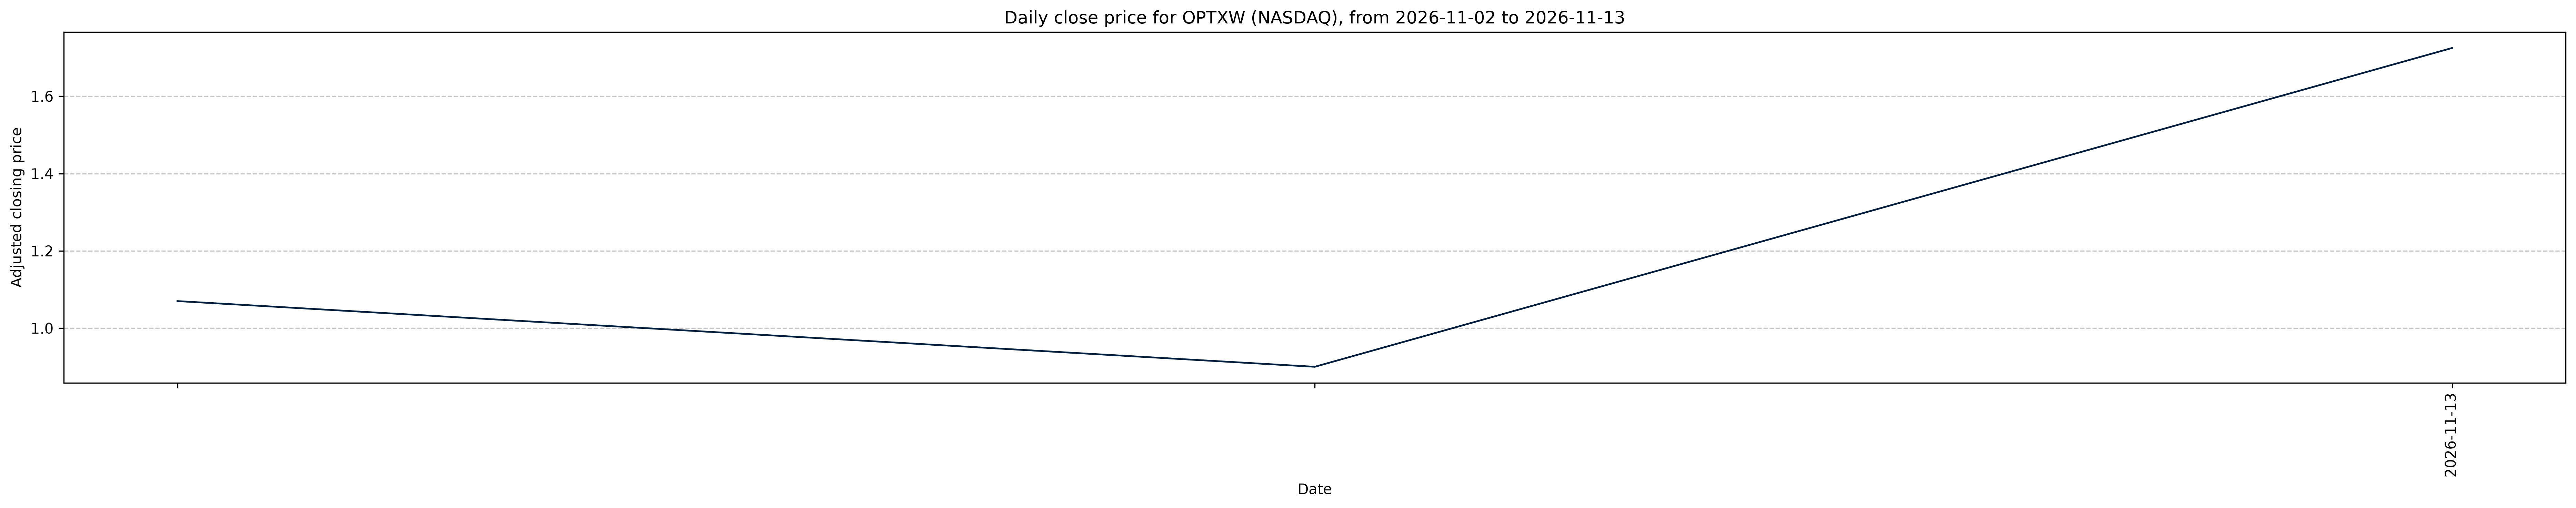 Daily close price for OPTXW (NASDAQ), from 2026-11-02 to 2026-11-13
Adjusted closing price
1.6
1.4
1.2
1.0
2026-11-13
Date